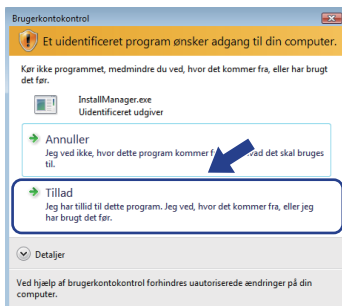 Brugerkontokontrol
Et uidentificeret program ønsker adgang til din computer.
Kør ikke programmet, medmindre du ved, hvor det kommer fra, eller har brugt
det før.
InstallManager.exe
Uidentificeret udgiver
Annuller
Jeg ved ikke, hvor dette program kommer f vad det skal bruges
til.
Tillad
Jeg har tillid til dette program. Jeg ved, hvor det kommer fra, eller jeg
har brugt det før.
Detaljer
Ved hjælp af brugerkontokontrol forhindres uautoriserede ændringer på din
computer.